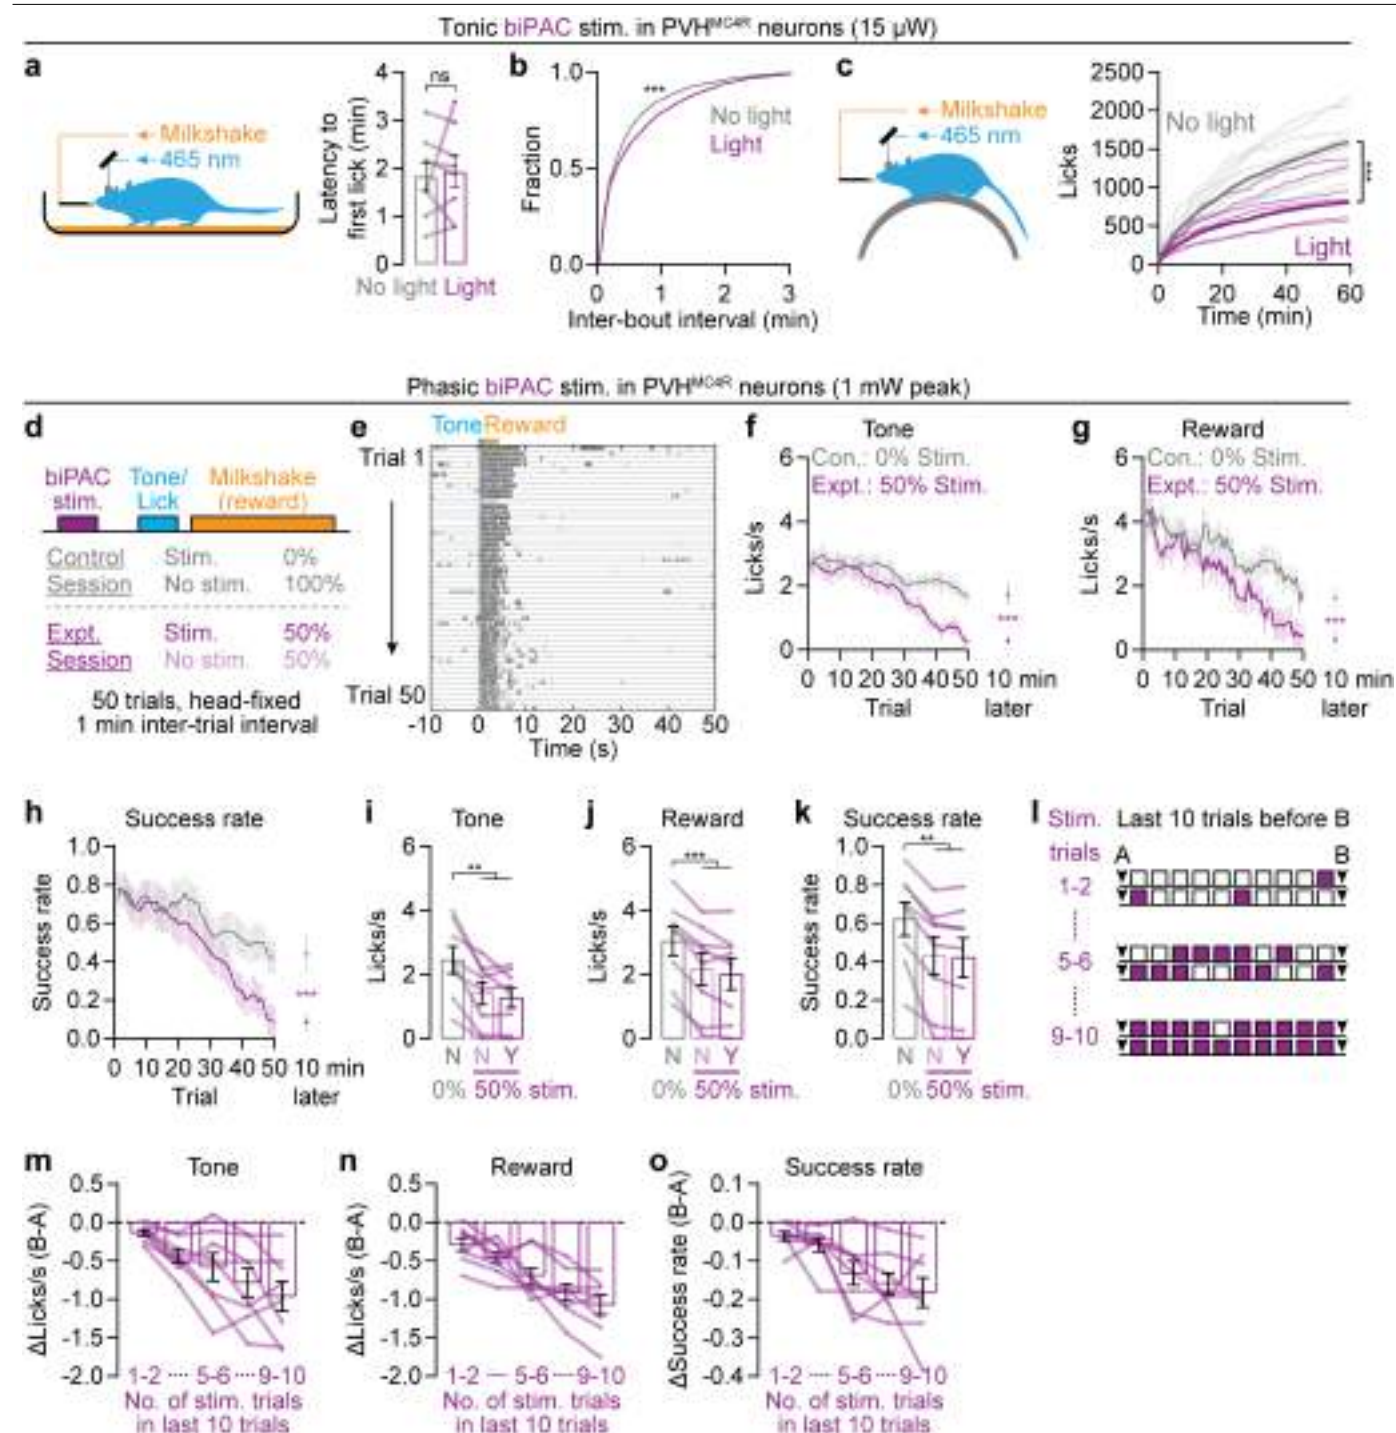 Tonic biPAC stim. in PVHᴹC4R neurons (15 µW)
a
Milkshake
465 nm
Latency to
first lick (min)
4
3
2
1
0
ns
No light Light
b
Fraction
1.0
0.5
0.0
***
No light
Light
0 1 2 3
Inter-bout interval (min)
c
Milkshake
465 nm
Licks
2500
2000
1500
1000
500
0
No light
Light
***
0 20 40 60
Time (min)
Phasic biPAC stim. in PVHᴹC4R neurons (1 mW peak)
d
biPAC stim.
Tone/
Lick
Milkshake
(reward)
Control Stim. 0%
Session No stim. 100%
Expt. Stim. 50%
Session No stim. 50%
50 trials, head-fixed
1 min inter-trial interval
e
Tone Reward
Trial 1
Trial 50
-10 0 10 20 30 40 50
Time (s)
f
Tone
Con.: 0% Stim.
Expt.: 50% Stim.
Licks/s
6
4
2
0
***
0 10 20 30 40 50 10 min
Trial later
g
Reward
Con.: 0% Stim.
Expt.: 50% Stim.
Licks/s
6
4
2
0
***
0 10 20 30 40 50 10 min
Trial later
h
Success rate
Success rate
1.0
0.8
0.6
0.4
0.2
0.0
0 10 20 30 40 50 10 min
Trial later
i
Tone
Licks/s
6
4
2
0
**
N N Y
0% 50% stim.
j
Reward
Licks/s
6
4
2
0
***
N N Y
0% 50% stim.
k
Success rate
Success rate
1.0
0.8
0.6
0.4
0.2
0.0
**
N N Y
0% 50% stim.
l
Stim. trials
Last 10 trials before B
A B
1-2
5-6
9-10
m
Tone
ΔLicks/s (B-A)
0.5
0.0
-0.5
-1.0
-1.5
-2.0
1-2 ···· 5-6 ···· 9-10
No. of stim. trials
in last 10 trials
n
Reward
ΔLicks/s (B-A)
0.5
0.0
-0.5
-1.0
-1.5
-2.0
1-2 — 5-6 ···· 9-10
No. of stim. trials
in last 10 trials
o
Success rate
ΔSuccess rate (B-A)
0.1
0.0
-0.1
-0.2
-0.3
-0.4
1-2 ···· 5-6 ···· 9-10
No. of stim. trials
in last 10 trials